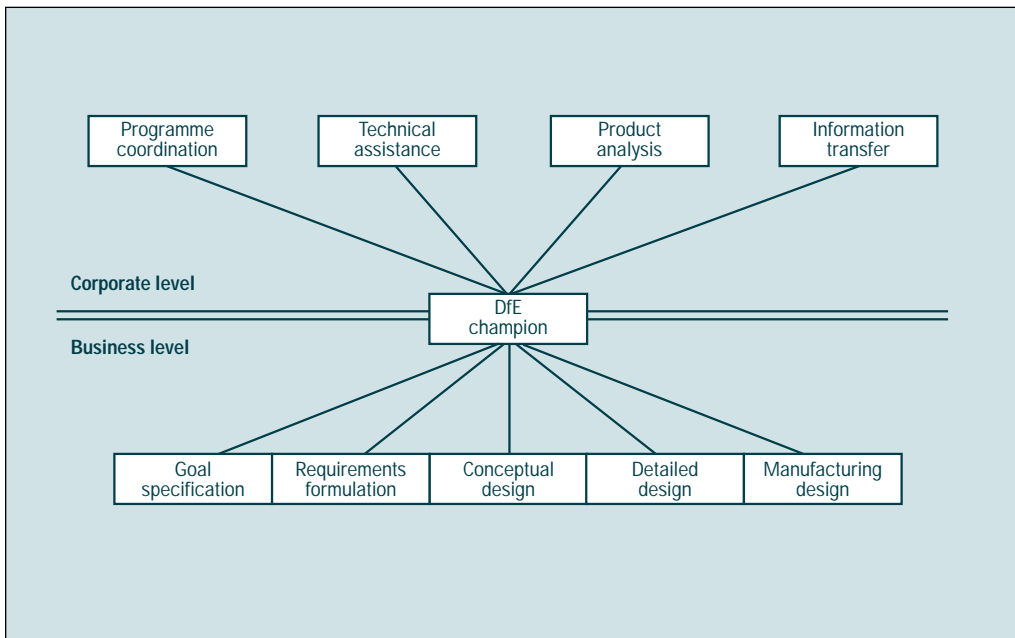 Programme
coordination
Technical
assistance
Product
analysis
Information
transfer
Corporate level
DfE
champion
Business level
Goal
specification
Requirements
formulation
Conceptual
design
Detailed
design
Manufacturing
design